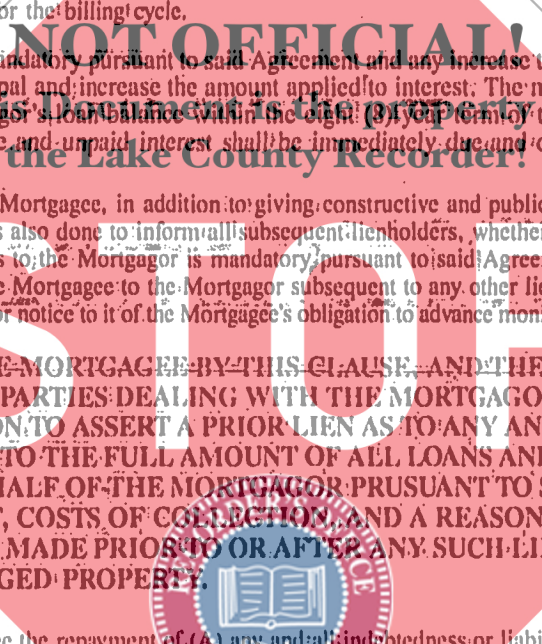 or the billing cycle.
NOT OFFICIAL!
indatory pursuant to said Agreement and any increase
pal and increase the amount applied to interest. The
is Document is the property
gor's loan balance within the eight (8) year term of
e and unpaid interest shall be immediately due and
the Lake County Recorder!
Mortgagee, in addition to giving constructive and public
s also done to inform all subsequent lienholders, whether
s to the Mortgagor is mandatory pursuant to said Agree
e Mortgagee to the Mortgagor subsequent to any other lie
or notice to it of the Mortgagee's obligation to advance mon
STOP
E MORTGAGEE BY THIS CLAUSE, AND THE
PARTIES DEALING WITH THE MORTGAGO
ON TO ASSERT A PRIOR LIEN AS TO ANY AN
TO THE FULL AMOUNT OF ALL LOANS AND
HALF OF THE MORTGAGOR PRUSUANT TO
, COSTS OF COLLECTION, AND A REASON
MADE PRIOR TO OR AFTER ANY SUCH LI
GED PROPERTY.
the repayment of (A) any and all indebtedness or liabi